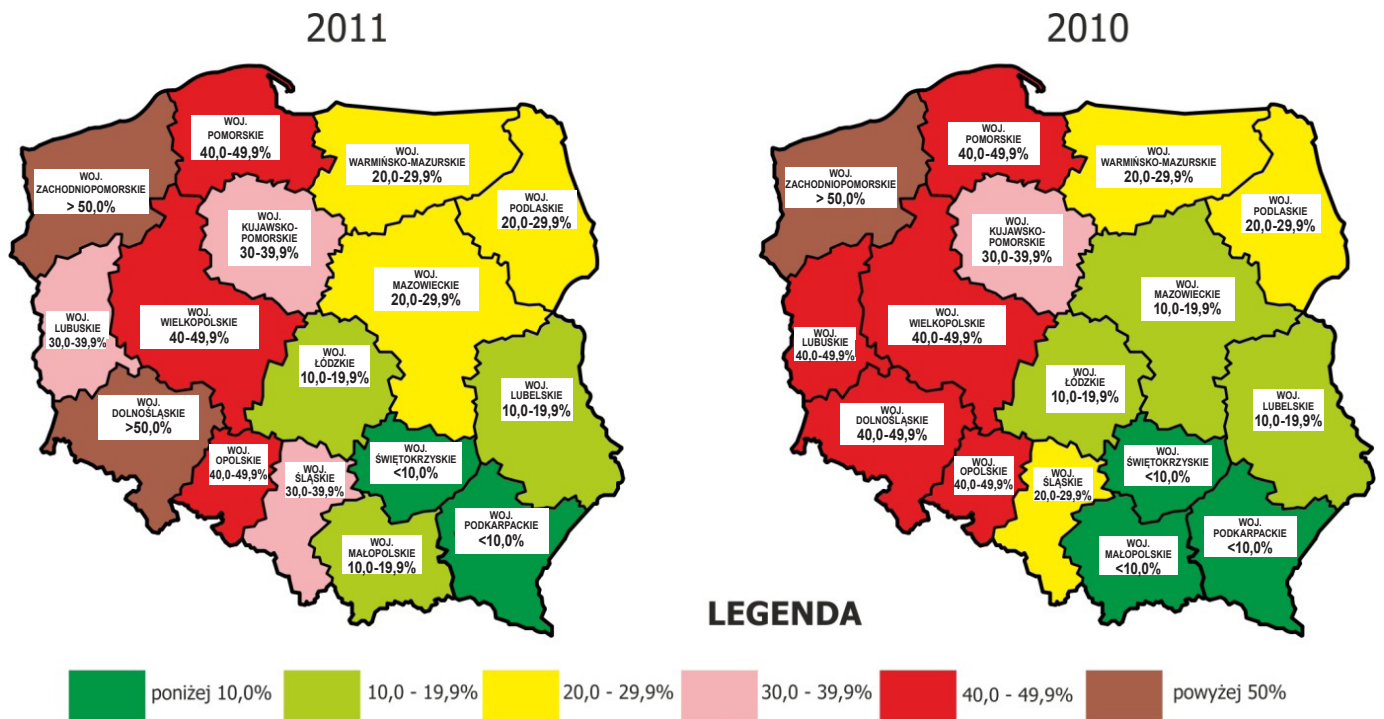 2011
WOJ.
POMORSKIE
40,0-49,9%
WOJ.
ZACHODNIOPOMORSKIE
> 50,0%
WOJ.
WARMIŃSKO-MAZURSKIE
20,0-29,9%
WOJ.
PODLASKIE
20,0-29,9%
WOJ.
KUJAWSKO-
POMORSKIE
30-39,9%
WOJ.
MAZOWIECKIE
20,0-29,9%
WOJ.
LUBUSKIE
30,0-39,9%
WOJ.
WIELKOPOLSKIE
40-49,9%
WOJ.
ŁÓDZKIE
10,0-19,9%
WOJ.
LUBELSKIE
10,0-19,9%
WOJ.
DOLNOŚLĄSKIE
>50,0%
WOJ.
OPOLSKIE
40,0-49,9%
WOJ.
ŚLĄSKIE
30,0-39,9%
WOJ.
ŚWIĘTOKRZYSKIE
<10,0%
WOJ.
PODKARPACKIE
<10,0%
WOJ.
MAŁOPOLSKIE
10,0-19,9%
2010
WOJ.
POMORSKIE
40,0-49,9%
WOJ.
ZACHODNIOPOMORSKIE
> 50,0%
WOJ.
WARMIŃSKO-MAZURSKIE
20,0-29,9%
WOJ.
PODLASKIE
20,0-29,9%
WOJ.
KUJAWSKO-
POMORSKIE
30,0-39,9%
WOJ.
MAZOWIECKIE
10,0-19,9%
WOJ.
LUBUSKIE
40,0-49,9%
WOJ.
WIELKOPOLSKIE
40,0-49,9%
WOJ.
ŁÓDZKIE
10,0-19,9%
WOJ.
LUBELSKIE
10,0-19,9%
WOJ.
DOLNOŚLĄSKIE
40,0-49,9%
WOJ.
OPOLSKIE
40,0-49,9%
WOJ.
ŚLĄSKIE
20,0-29,9%
WOJ.
ŚWIĘTOKRZYSKIE
<10,0%
WOJ.
PODKARPACKIE
<10,0%
WOJ.
MAŁOPOLSKIE
<10,0%
LEGENDA
poniżej 10,0%
10,0 - 19,9%
20,0 - 29,9%
30,0 - 39,9%
40,0 - 49,9%
powyżej 50%